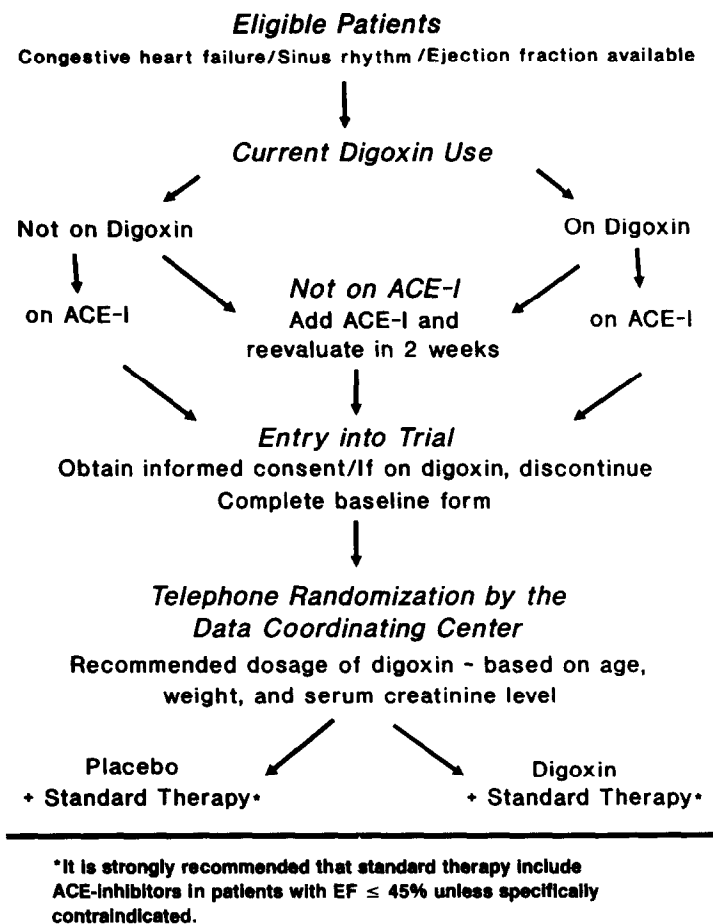 Eligible Patients
Congestive heart failure/Sinus rhythm/Ejection fraction available
Current Digoxin Use
Not on Digoxin
On Digoxin
Not on ACE-I
on ACE-I
Add ACE-I and
on ACE-I
reevaluate in 2 weeks
Entry into Trial
Obtain informed consent/If on digoxin, discontinue
Complete baseline form
Telephone Randomization by the
Data Coordinating Center
Recommended dosage of digoxin - based on age,
weight, and serum creatinine level
Placebo
+ Standard Therapy*
Digoxin
+ Standard Therapy*
*It is strongly recommended that standard therapy include
ACE-inhibitors in patients with EF ≤ 45% unless specifically
contraindicated.